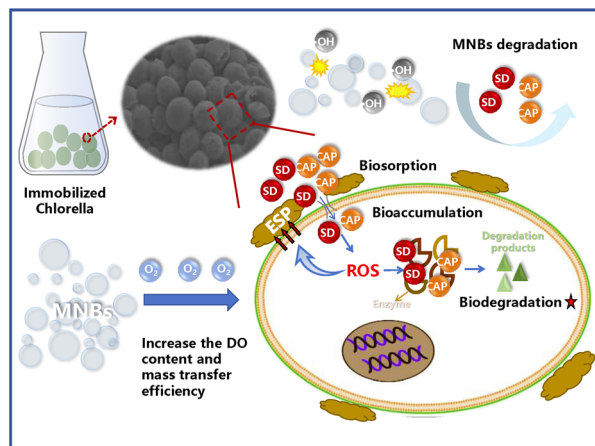 OH
MNBs degradation
OH
OH
SD
SD
CAP
CAP
Immobilized
Chlorella
CAP
SD
CAP
CAP
SD
SD
Biosorption
CAP
SD
ESP
Bioaccumulation
Degradation
products
SD
ROS
SD
CAP
CAP
Enzyme
Biodegradation
O2
O2
O2
MNBs
Increase the DO
content and
mass transfer
efficiency